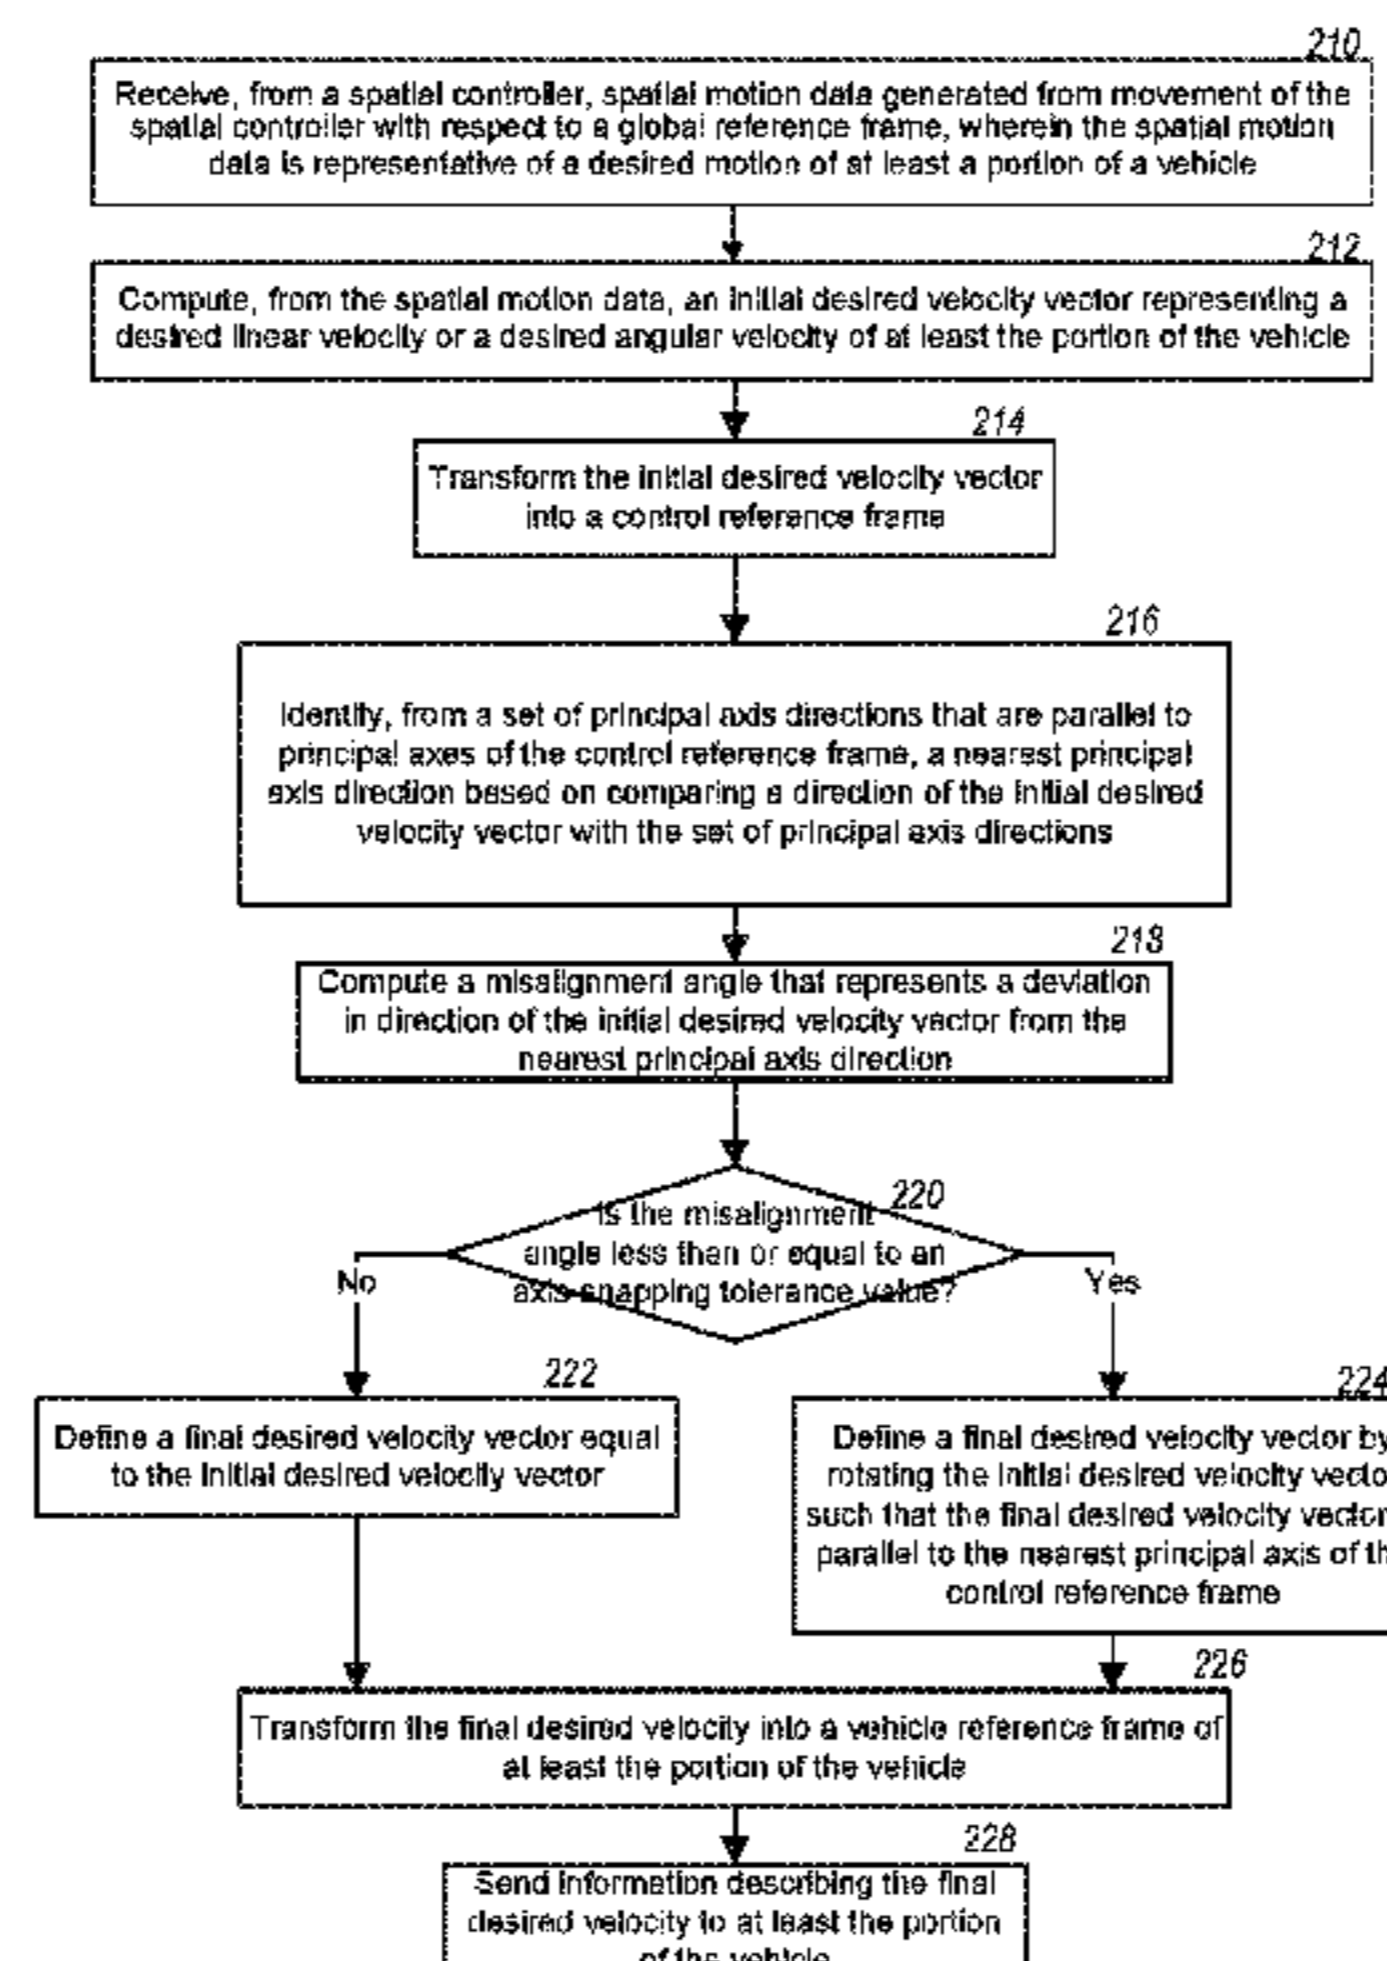 210
Receive, from a spatial controller, spatial motion data generated from movement of the
spatial controller with respect to a global reference frame, wherein the spatial motion
data is representative of a desired motion of at least a portion of a vehicle
212
Compute, from the spatial motion data, an initial desired velocity vector representing a
desired linear velocity or a desired angular velocity of at least the portion of the vehicle
214
Transform the initial desired velocity vector
into a control reference frame
216
Identify, from a set of principal axis directions that are parallel to
principal axes of the control reference frame, a nearest principal
axis direction based on comparing a direction of the initial desired
velocity vector with the set of principal axis directions
218
Compute a misalignment angle that represents a deviation
in direction of the initial desired velocity vector from the
nearest principal axis direction
220
Is the misalignment
angle less than or equal to an
axis snapping tolerance value?
No
Yes
222
Define a final desired velocity vector equal
to the initial desired velocity vector
224
Define a final desired velocity vector by
rotating the initial desired velocity vecto
such that the final desired velocity vector
parallel to the nearest principal axis of th
control reference frame
226
Transform the final desired velocity into a vehicle reference frame of
at least the portion of the vehicle
228
Send information describing the final
desired velocity to at least the portion
of the vehicle